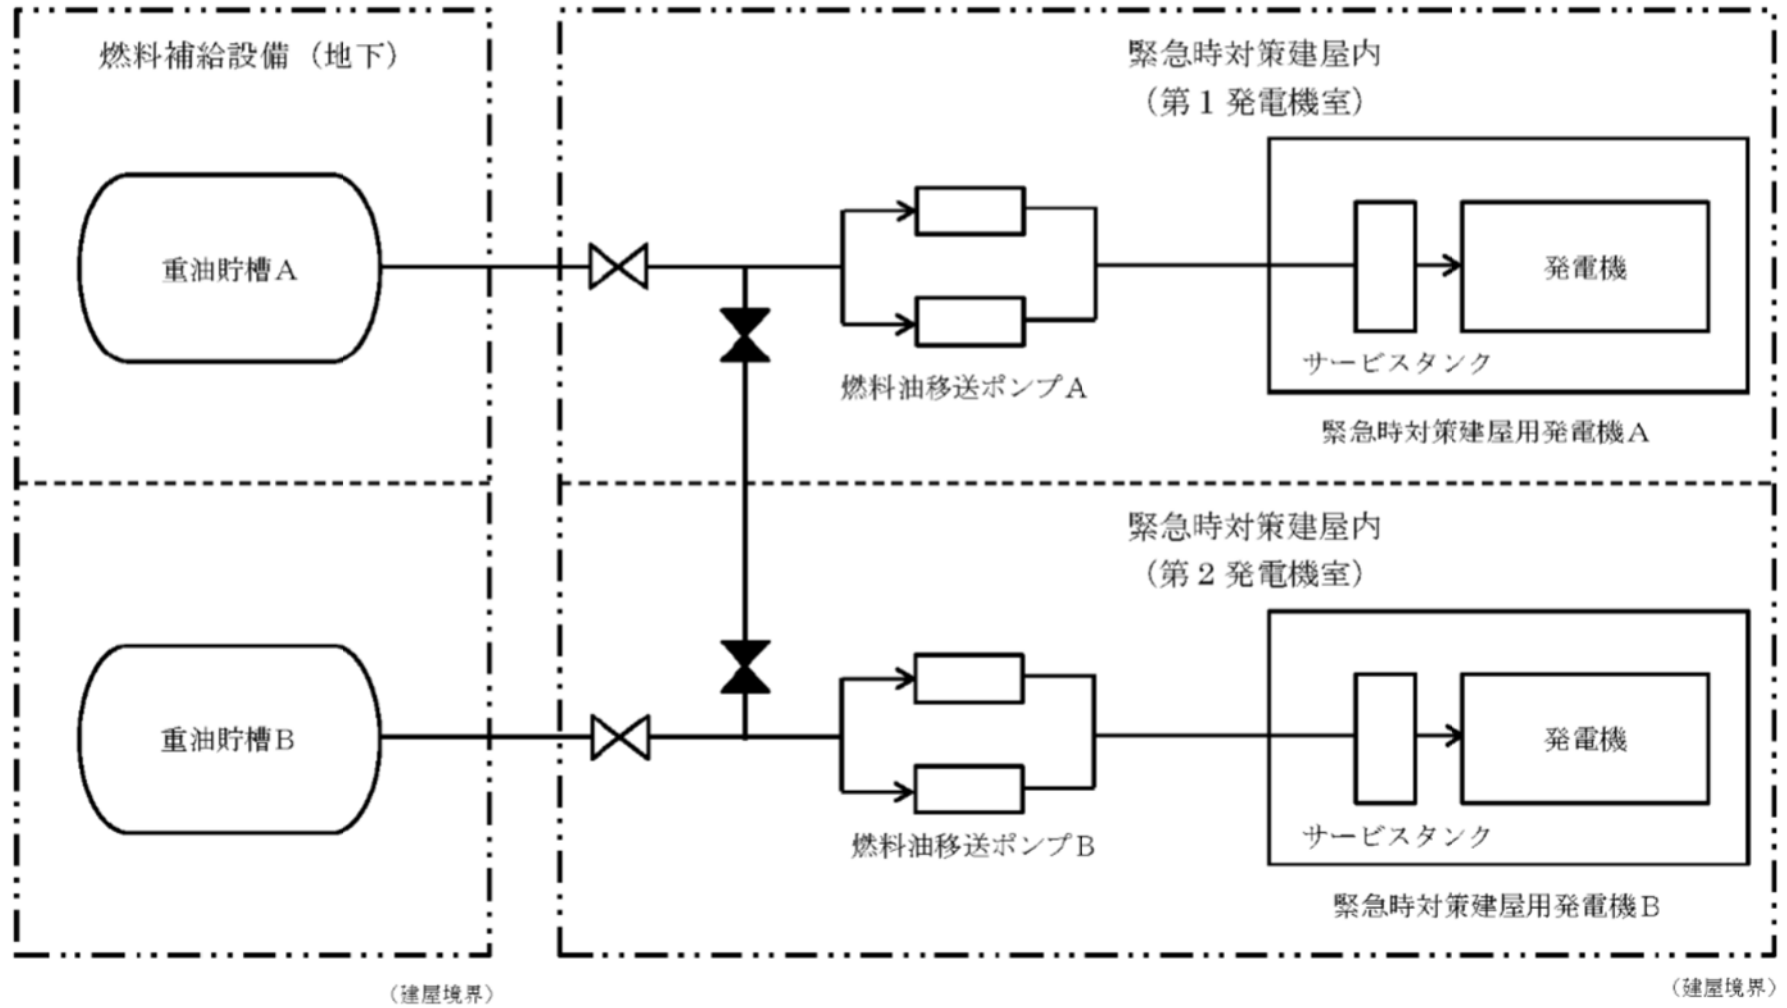 燃料補給設備（地下）
緊急時対策建屋内
（第１発電機室）
重油貯槽Ａ
発電機
サービスタンク
燃料油移送ポンプＡ
緊急時対策建屋用発電機Ａ
緊急時対策建屋内
（第２発電機室）
重油貯槽Ｂ
発電機
サービスタンク
燃料油移送ポンプＢ
緊急時対策建屋用発電機Ｂ
（建屋境界）
（建屋境界）